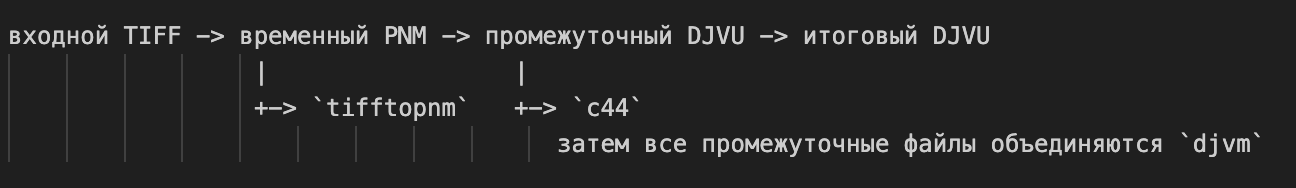 входной TIFF -> временный PNM -> промежуточный DJVU -> итоговый DJVU
| |
+-> `tifftopnm` +-> `c44`
затем все промежуточные файлы объединяются `djvm`